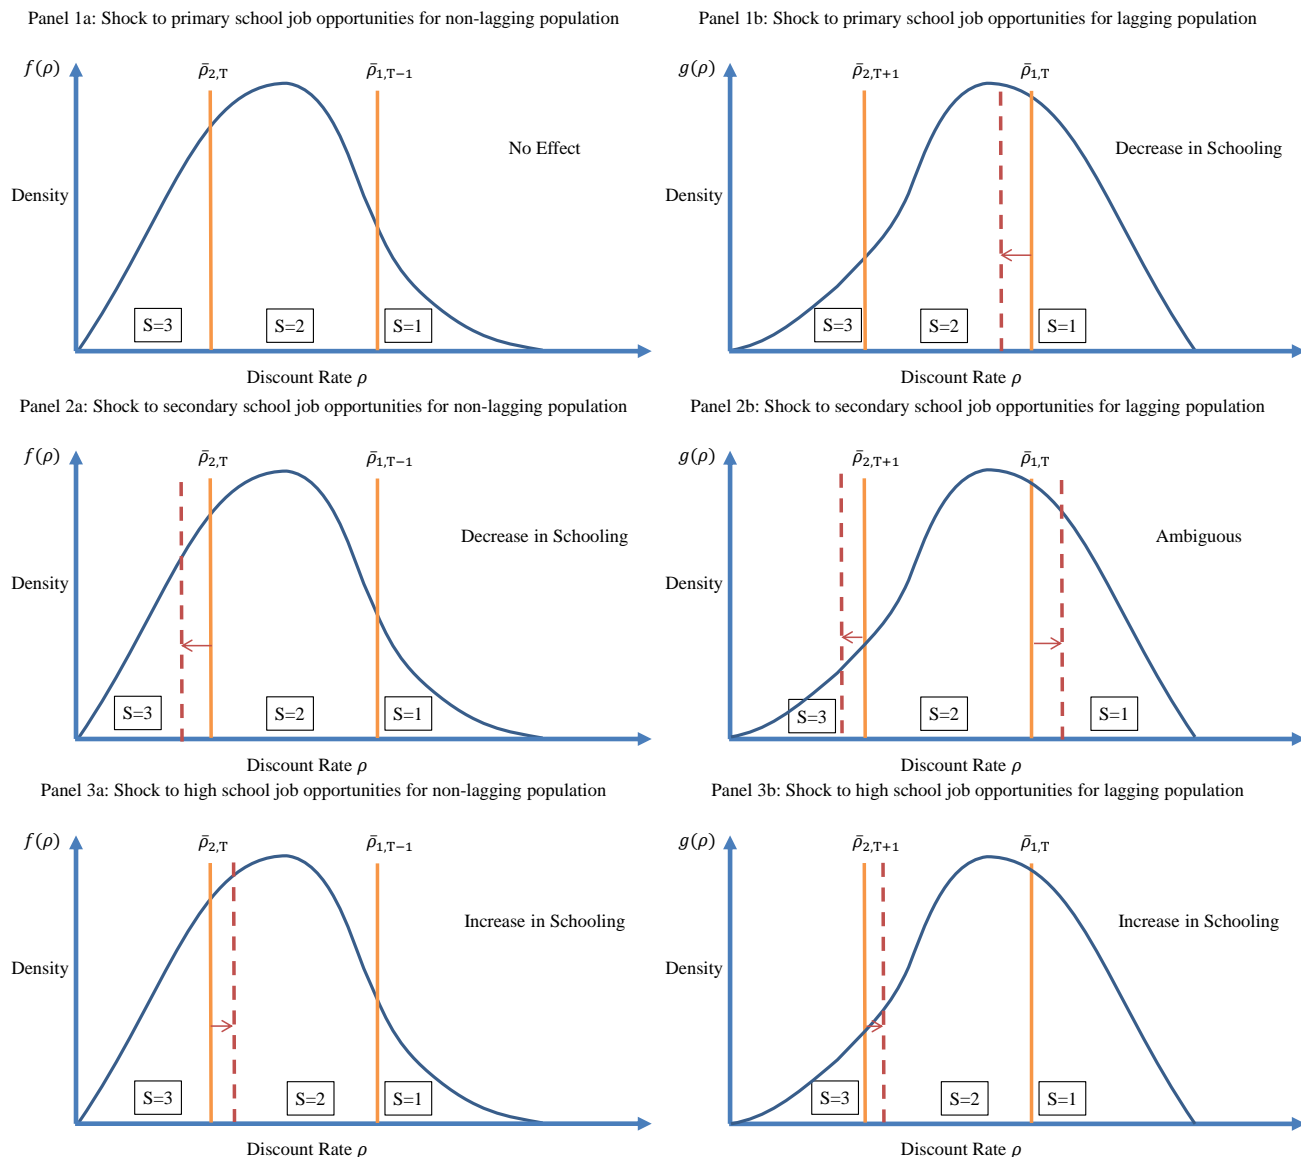 Panel 1a: Shock to primary school job opportunities for non-lagging population
f(ρ)
ρ̄₂,T
ρ̄₁,T−1
No Effect
Density
S=3
S=2
S=1
Discount Rate ρ
Panel 1b: Shock to primary school job opportunities for lagging population
g(ρ)
ρ̄₂,T+1
ρ̄₁,T
Decrease in Schooling
Density
S=3
S=2
S=1
Discount Rate ρ
Panel 2a: Shock to secondary school job opportunities for non-lagging population
f(ρ)
ρ̄₂,T
ρ̄₁,T−1
Decrease in Schooling
Density
S=3
S=2
S=1
Discount Rate ρ
Panel 2b: Shock to secondary school job opportunities for lagging population
g(ρ)
ρ̄₂,T+1
ρ̄₁,T
Ambiguous
Density
S=3
S=2
S=1
Discount Rate ρ
Panel 3a: Shock to high school job opportunities for non-lagging population
f(ρ)
ρ̄₂,T
ρ̄₁,T−1
Increase in Schooling
Density
S=3
S=2
S=1
Discount Rate ρ
Panel 3b: Shock to high school job opportunities for lagging population
g(ρ)
ρ̄₂,T+1
ρ̄₁,T
Increase in Schooling
Density
S=3
S=2
S=1
Discount Rate ρ